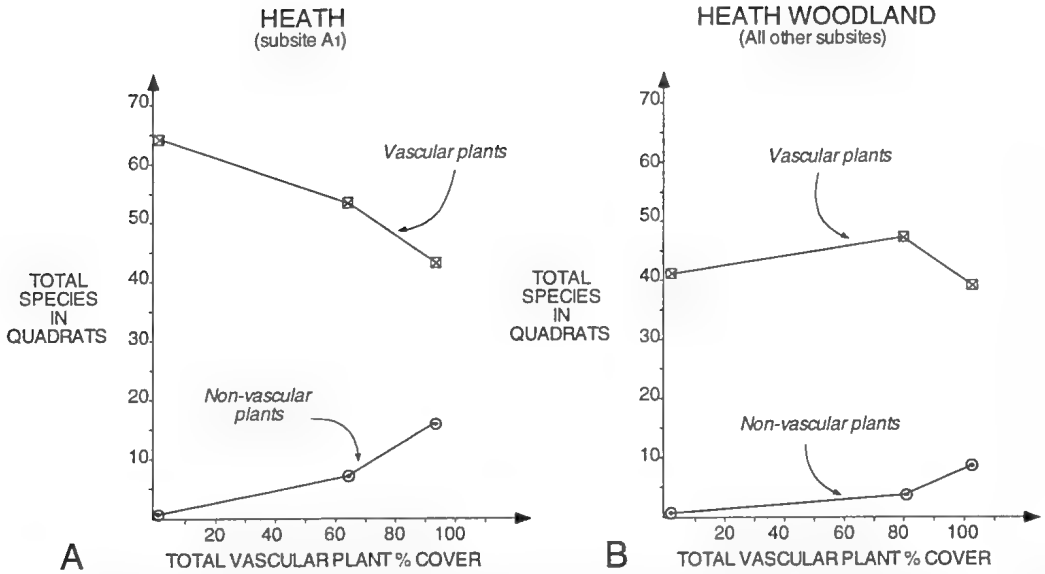 HEATH
(subsite A1)
70
60
50
40
30
20
10
Vascular plants
Non-vascular
plants
TOTAL
SPECIES
IN
QUADRATS
20 40 60 80 100
A
TOTAL VASCULAR PLANT % COVER
HEATH WOODLAND
(All other subsites)
70
60
50
40
30
20
10
Vascular plants
Non-vascular plants
TOTAL
SPECIES
IN
QUADRATS
20 40 60 80 100
B
TOTAL VASCULAR PLANT % COVER